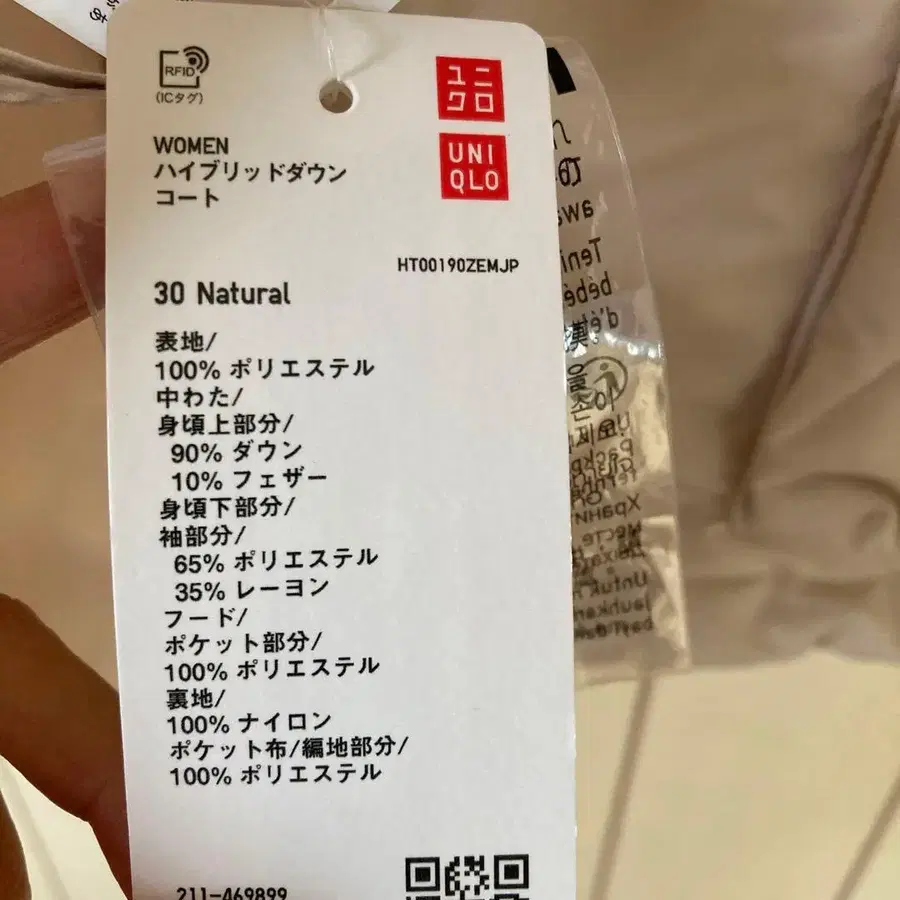 RFID
(ICタグ)
ユニ
クロ
UNI
QLO
WOMEN
ハイブリッドダウン
コート
HT00190ZEMJP
30 Natural
表地/
100% ポリエステル
中わた/
身頃上部分/
90% ダウン
10% フェザー
身頃下部分/
袖部分/
65% ポリエステル
35% レーヨン
フード/
ポケット部分/
100% ポリエステル
裏地/
100% ナイロン
ポケット布/編地部分/
100% ポリエステル
211-469899